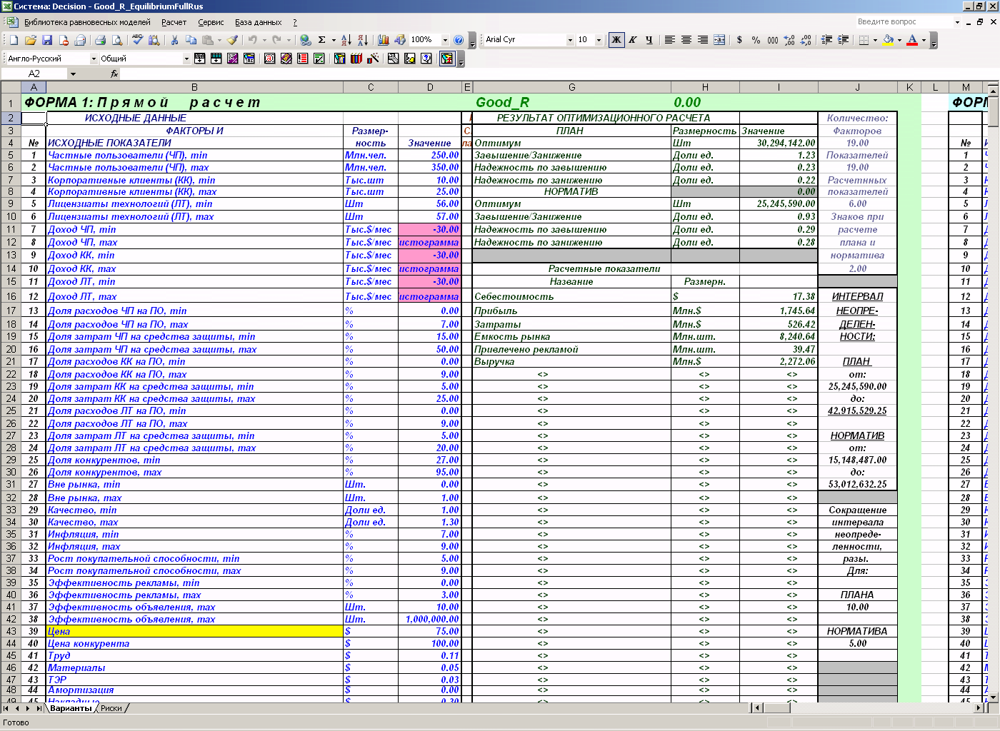 Система: Decision - Good_R_EquilibriumFullRus
Библиотека равновесных моделей Расчет Сервис База данных ? Введите вопрос
100% Arial Cyr 10 Ж К Ч $ % 000
Англо-Русский Общий
A2 fx
A B C D E G H I J K L M
1 ФОРМА 1: Прямой расчет Good_R 0.00
2 ИСХОДНЫЕ ДАННЫЕ РЕЗУЛЬТАТ ОПТИМИЗАЦИОННОГО РАСЧЕТА Количество:
3 ФАКТОРЫ И Размер- ПЛАН Размерность Значение Факторов
4 № ИСХОДНЫЕ ПОКАЗАТЕЛИ ность Значение Оптимум Шт 30,294,142.00 19.00 №
5 1 Частные пользователи (ЧП), min Млн.чел. 250.00 Завышение/Занижение Доли ед. 1.23 Показателей 1
6 2 Частные пользователи (ЧП), max Млн.чел. 350.00 Надежность по завышению Доли ед. 0.23 19.00 2
7 3 Корпоративные клиенты (КК), min Тыс.шт 10.00 Надежность по занижению Доли ед. 0.22 Расчетнных 3
8 4 Корпоративные клиенты (КК), max Тыс.шт 25.00 НОРМАТИВ 0.00 показателей 4
9 5 Лицензиаты технологий (ЛТ), min Шт 56.00 Оптимум Шт 25,245,590.00 6.00 5
10 6 Лицензиаты технологий (ЛТ), max Шт 57.00 Завышение/Занижение Доли ед. 0.93 Знаков при 6
11 7 Доход ЧП, min Тыс.$/мес -30.00 Надежность по завышению Доли ед. 0.29 расчете 7
12 8 Доход ЧП, max Тыс.$/мес истограмма Надежность по занижению Доли ед. 0.28 плана и 8
13 9 Доход КК, min Тыс.$/мес -30.00 норматива 9
14 10 Доход КК, max Тыс.$/мес истограмма Расчетные показатели 2.00 10
15 11 Доход ЛТ, min Тыс.$/мес -30.00 Название Размерн. 11
16 12 Доход ЛТ, max Тыс.$/мес истограмма Себестоимость $ 17.38 ИНТЕРВАЛ 12
17 13 Доля расходов ЧП на ПО, min % 0.00 Прибыль Млн.$ 1,745.64 НЕОПРЕ- 13
18 14 Доля расходов ЧП на ПО, max % 7.00 Затраты Млн.$ 526.42 ДЕЛЕН- 14
19 15 Доля затрат ЧП на средства защиты, min % 15.00 Емкость рынка Млн.шт. 8,240.64 НОСТИ: 15
20 16 Доля затрат ЧП на средства защиты, max % 50.00 Привлечено рекламой Млн.шт. 39.47 16
21 17 Доля расходов КК на ПО, min % 0.00 Выручка Млн.$ 2,272.06 ПЛАН 17
22 18 Доля расходов КК на ПО, max % 9.00 <> <> <> от: 18
23 19 Доля затрат КК на средства защиты, min % 5.00 <> <> <> 25,245,590.00 19
24 20 Доля затрат КК на средства защиты, max % 25.00 <> <> <> до: 20
25 21 Доля расходов ЛТ на ПО, min % 0.00 <> <> <> 42,915,529.25 21
26 22 Доля расходов ЛТ на ПО, max % 9.00 <> <> <> 22
27 23 Доля затрат ЛТ на средства защиты, min % 5.00 <> <> <> НОРМАТИВ 23
28 24 Доля затрат ЛТ на средства защиты, max % 20.00 <> <> <> от: 24
29 25 Доля конкурентов, min % 27.00 <> <> <> 15,148,487.00 25
30 26 Доля конкурентов, max % 95.00 <> <> <> до: 26
31 27 Вне рынка, min Шт. 0.00 <> <> <> 53,012,632.25 27
32 28 Вне рынка, max Шт. 1.00 <> <> <> 28
33 29 Качество, min Доли ед. 1.00 <> <> <> Сокращение 29
34 30 Качество, max Доли ед. 1.30 <> <> <> интервала 30
35 31 Инфляция, min % 7.00 <> <> <> неопреде- 31
36 32 Инфляция, max % 9.00 <> <> <> ленности, 32
37 33 Рост покупательной способности, min % 5.00 <> <> <> разы. 33
38 34 Рост покупательной способности, max % 9.00 <> <> <> Для: 34
39 35 Эффективность рекламы, min % 0.00 <> <> <> 35
40 36 Эффективность рекламы, max % 3.00 <> <> <> ПЛАНА 36
41 37 Эффективность объявления, max Шт. 10.00 <> <> <> 10.00 37
42 38 Эффективность объявления, max Шт. 1,000,000.00 <> <> <> 38
43 39 Цена $ 75.00 <> <> <> НОРМАТИВА 39
44 40 Цена конкурента $ 100.00 <> <> <> 5.00 40
45 41 Труд $ 0.11 <> <> <> 41
46 42 Материалы $ 0.05 <> <> <> 42
47 43 ТЭР $ 0.03 <> <> <> 43
48 44 Амортизация $ 0.00 <> <> <> 44
49 45 Накладные $ 0.30 <> <> <> 45
Варианты Риски
Готово